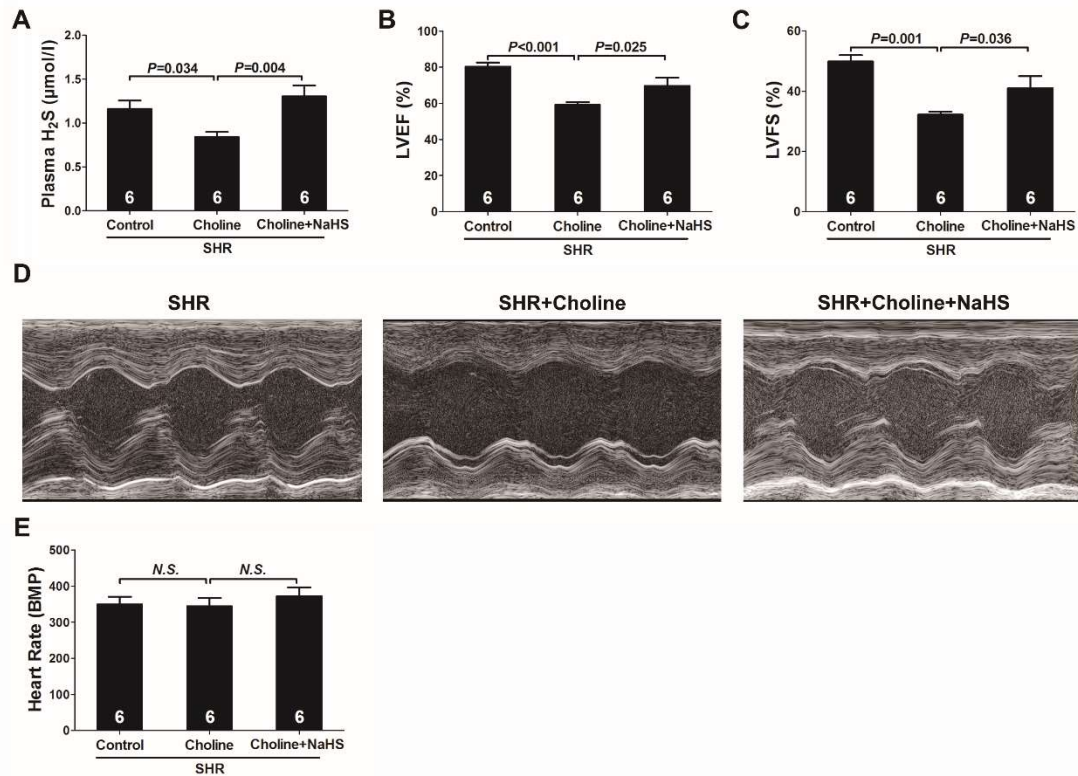 A
Plasma H₂S (μmol/l)
2.0
1.5
1.0
0.5
0.0
P=0.034
P=0.004
6
6
6
Control
Choline
Choline+NaHS
SHR
B
LVEF (%)
100
80
60
40
20
0
P<0.001
P=0.025
6
6
6
Control
Choline
Choline+NaHS
SHR
C
LVFS (%)
60
40
20
0
P=0.001
P=0.036
6
6
6
Control
Choline
Choline+NaHS
SHR
D
SHR
SHR+Choline
SHR+Choline+NaHS
E
Heart Rate (BMP)
500
400
300
200
100
0
N.S.
N.S.
6
6
6
Control
Choline
Choline+NaHS
SHR